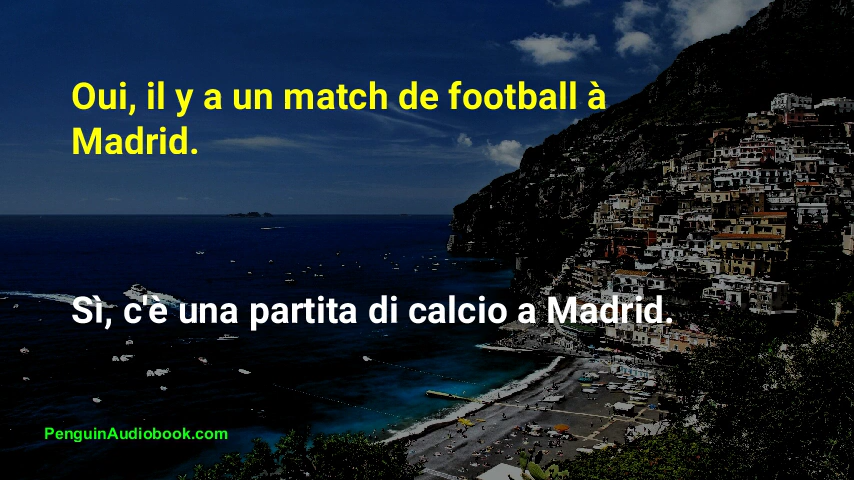 Oui, il y a un match de football à
Madrid.
Sì, c'è una partita di calcio a Madrid.
PenguinAudiobook.com